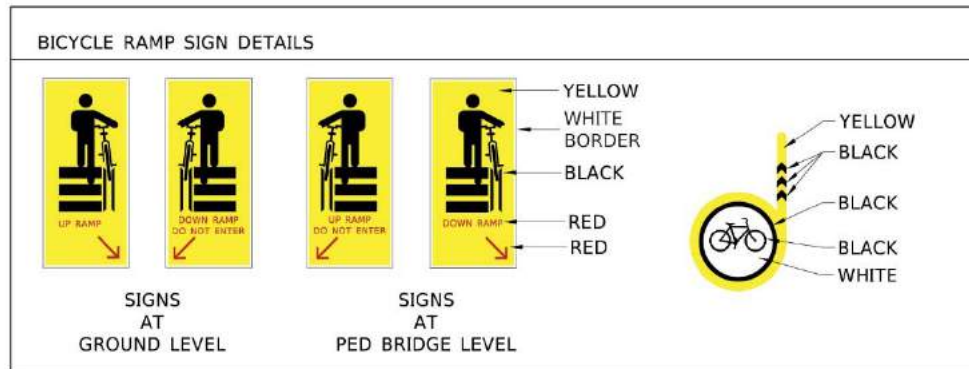 BICYCLE RAMP SIGN DETAILS
UP RAMP
DOWN RAMP
DO NOT ENTER
UP RAMP
DO NOT ENTER
DOWN RAMP
YELLOW
WHITE
BORDER
BLACK
RED
RED
SIGNS
AT
GROUND LEVEL
SIGNS
AT
PED BRIDGE LEVEL
YELLOW
BLACK
BLACK
BLACK
WHITE